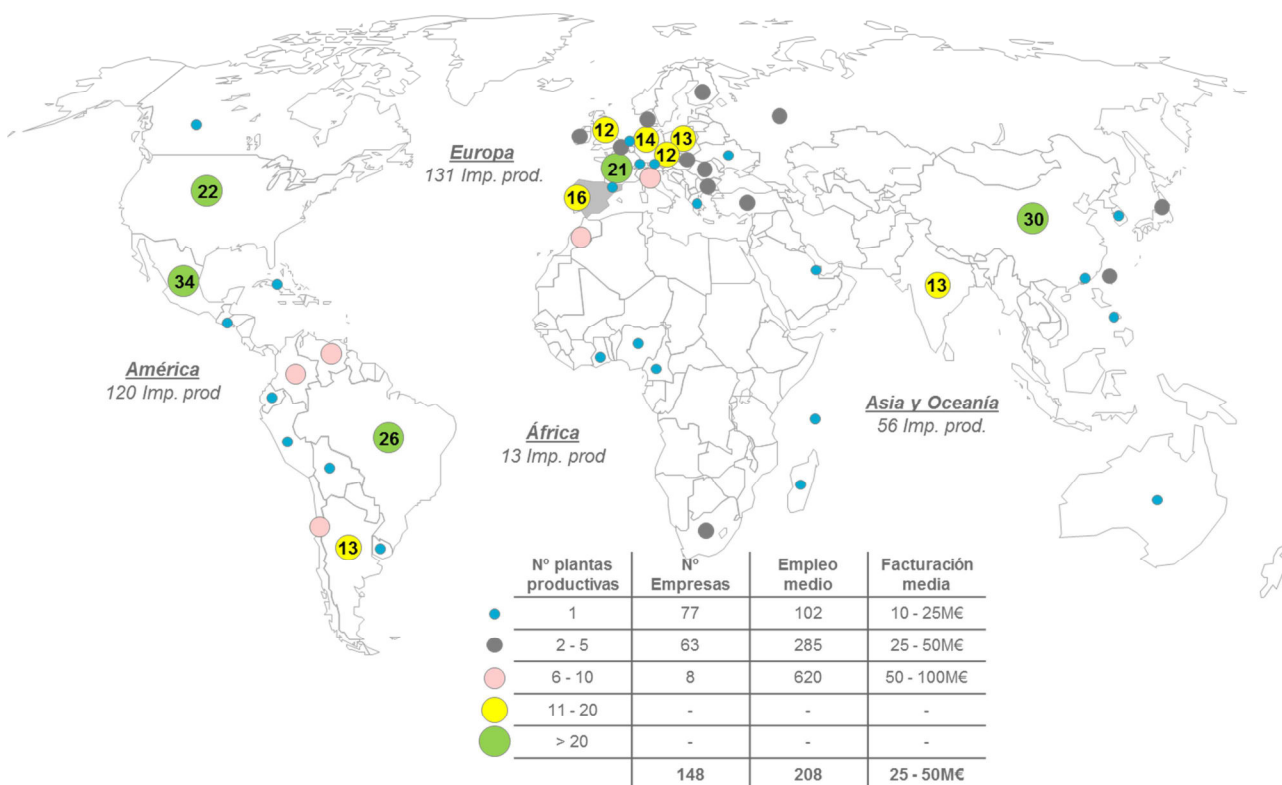 12
14
13
12
21
16
Europa
131 Imp. prod.
22
34
30
13
América
120 Imp. prod
26
13
África
13 Imp. prod
Asia y Oceanía
56 Imp. prod.
Nº plantas productivas Nº Empresas Empleo medio Facturación media
1 77 102 10 - 25M€
2 - 5 63 285 25 - 50M€
6 - 10 8 620 50 - 100M€
11 - 20 - - -
> 20 - - -
148 208 25 - 50M€